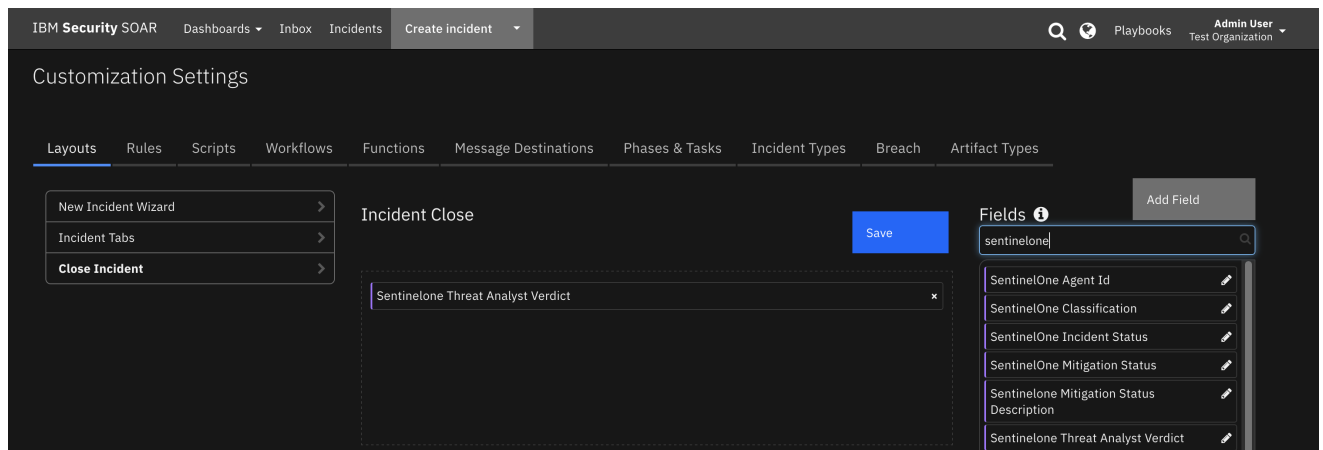 IBM Security SOAR Dashboards Inbox Incidents Create incident Playbooks Admin User
Test Organization
Customization Settings
Layouts Rules Scripts Workflows Functions Message Destinations Phases & Tasks Incident Types Breach Artifact Types
New Incident Wizard
Incident Tabs
Close Incident
Incident Close
Save
Sentinelone Threat Analyst Verdict
Fields
Add Field
sentinelone
SentinelOne Agent Id
SentinelOne Classification
SentinelOne Incident Status
SentinelOne Mitigation Status
Sentinelone Mitigation Status
Description
Sentinelone Threat Analyst Verdict